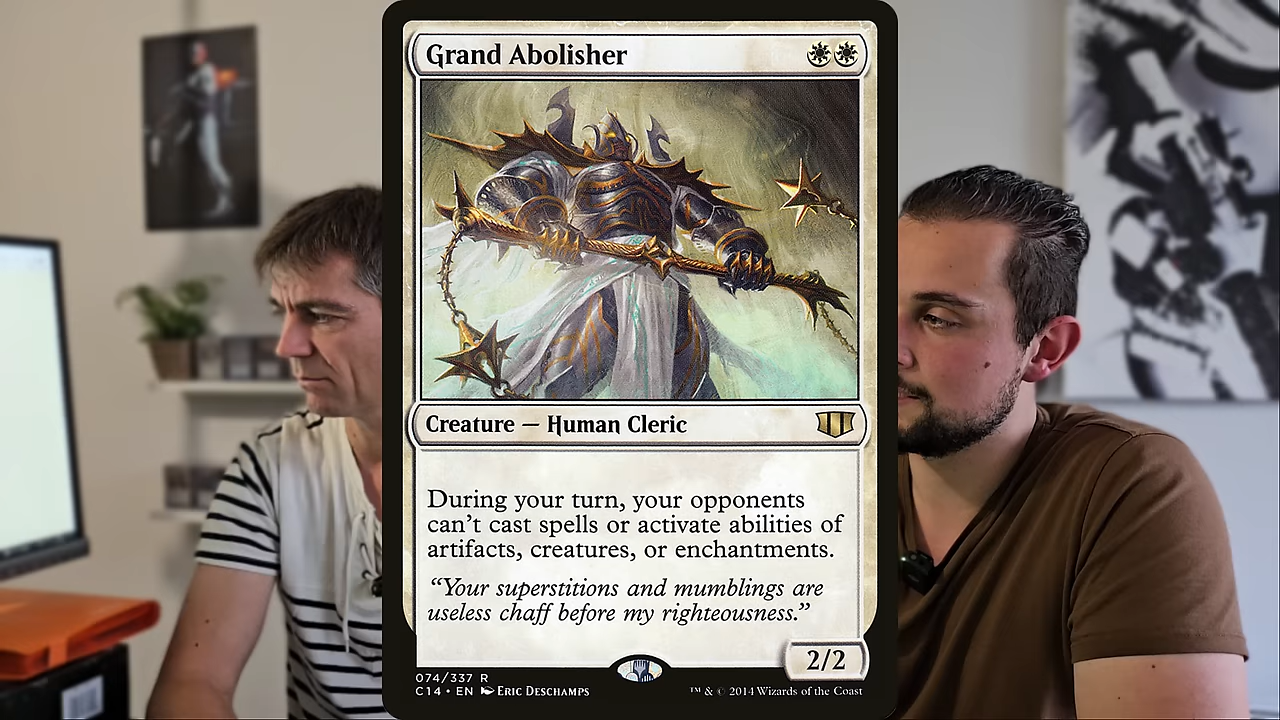 Grand Abolisher
Creature — Human Cleric
During your turn, your opponents
can't cast spells or activate abilities of
artifacts, creatures, or enchantments.
“Your superstitions and mumblings are
useless chaff before my righteousness.”
2/2
074/337 R
C14 • EN Eric Deschamps
™ & © 2014 Wizards of the Coast